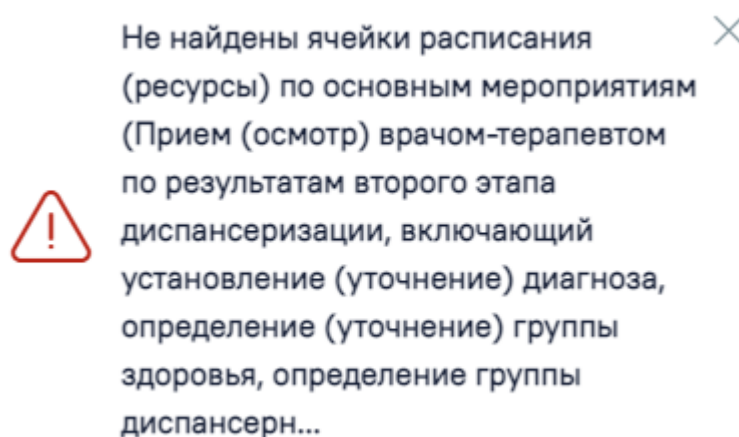 Не найдены ячейки расписания
(ресурсы) по основным мероприятиям
(Прием (осмотр) врачом-терапевтом
по результатам второго этапа
диспансеризации, включающий
установление (уточнение) диагноза,
определение (уточнение) группы
здоровья, определение группы
диспансерн...